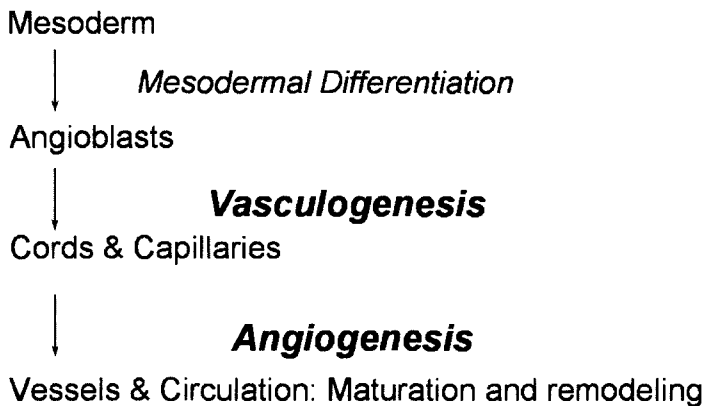 Mesoderm
Mesodermal Differentiation
Angioblasts
Vasculogenesis
Cords & Capillaries
Angiogenesis
Vessels & Circulation: Maturation and remodeling